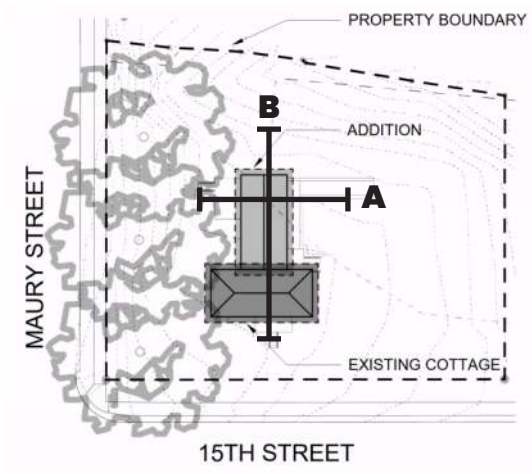 PROPERTY BOUNDARY
B
ADDITION
A
MAURY STREET
EXISTING COTTAGE
15TH STREET